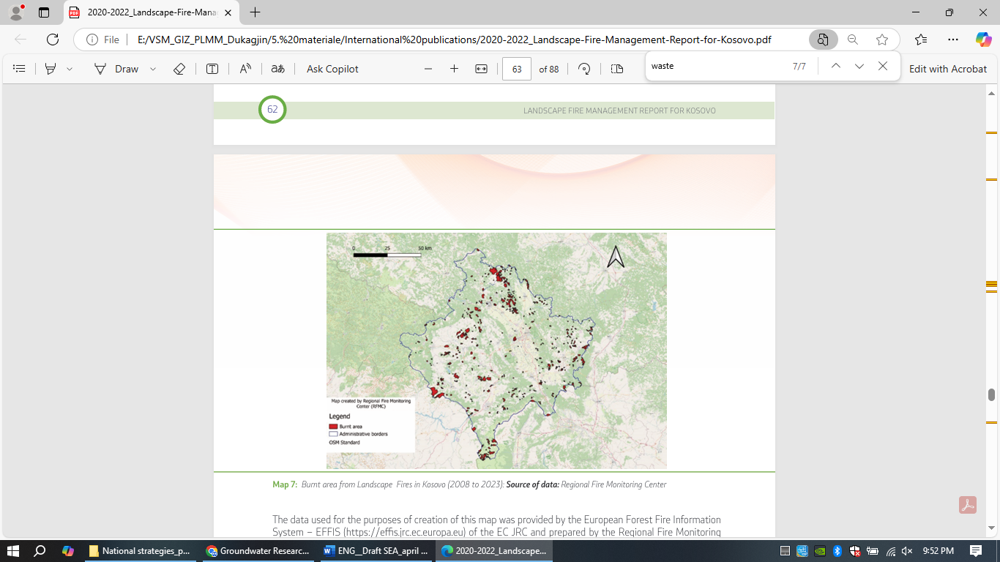 2020-2022_Landscape-Fire-Mana
File
E:/VSM_GIZ_PLMM_Dukagjin/5.%20materiale/International%20publications/2020-2022_Landscape-Fire-Management-Report-for-Kosovo.pdf
Draw
Ask Copilot
63
of 88
waste
7/7
Edit with Acrobat
62
LANDSCAPE FIRE MANAGEMENT REPORT FOR KOSOVO
0 25 50 km
Map created by Regional Fire Monitoring
Center (RFMC)
Legend
Burnt area
Administrative borders
OSM Standard
Map 7: Burnt area from Landscape Fires in Kosovo (2008 to 2023): Source of data: Regional Fire Monitoring Center
The data used for the purposes of creation of this map was provided by the European Forest Fire Information
System – EFFIS (https://effis.jrc.ec.europa.eu) of the EC JRC and prepared by the Regional Fire Monitoring
National strategies_p...
Groundwater Researc...
ENG__Draft SEA_april ...
2020-2022_Landscape...
9:52 PM